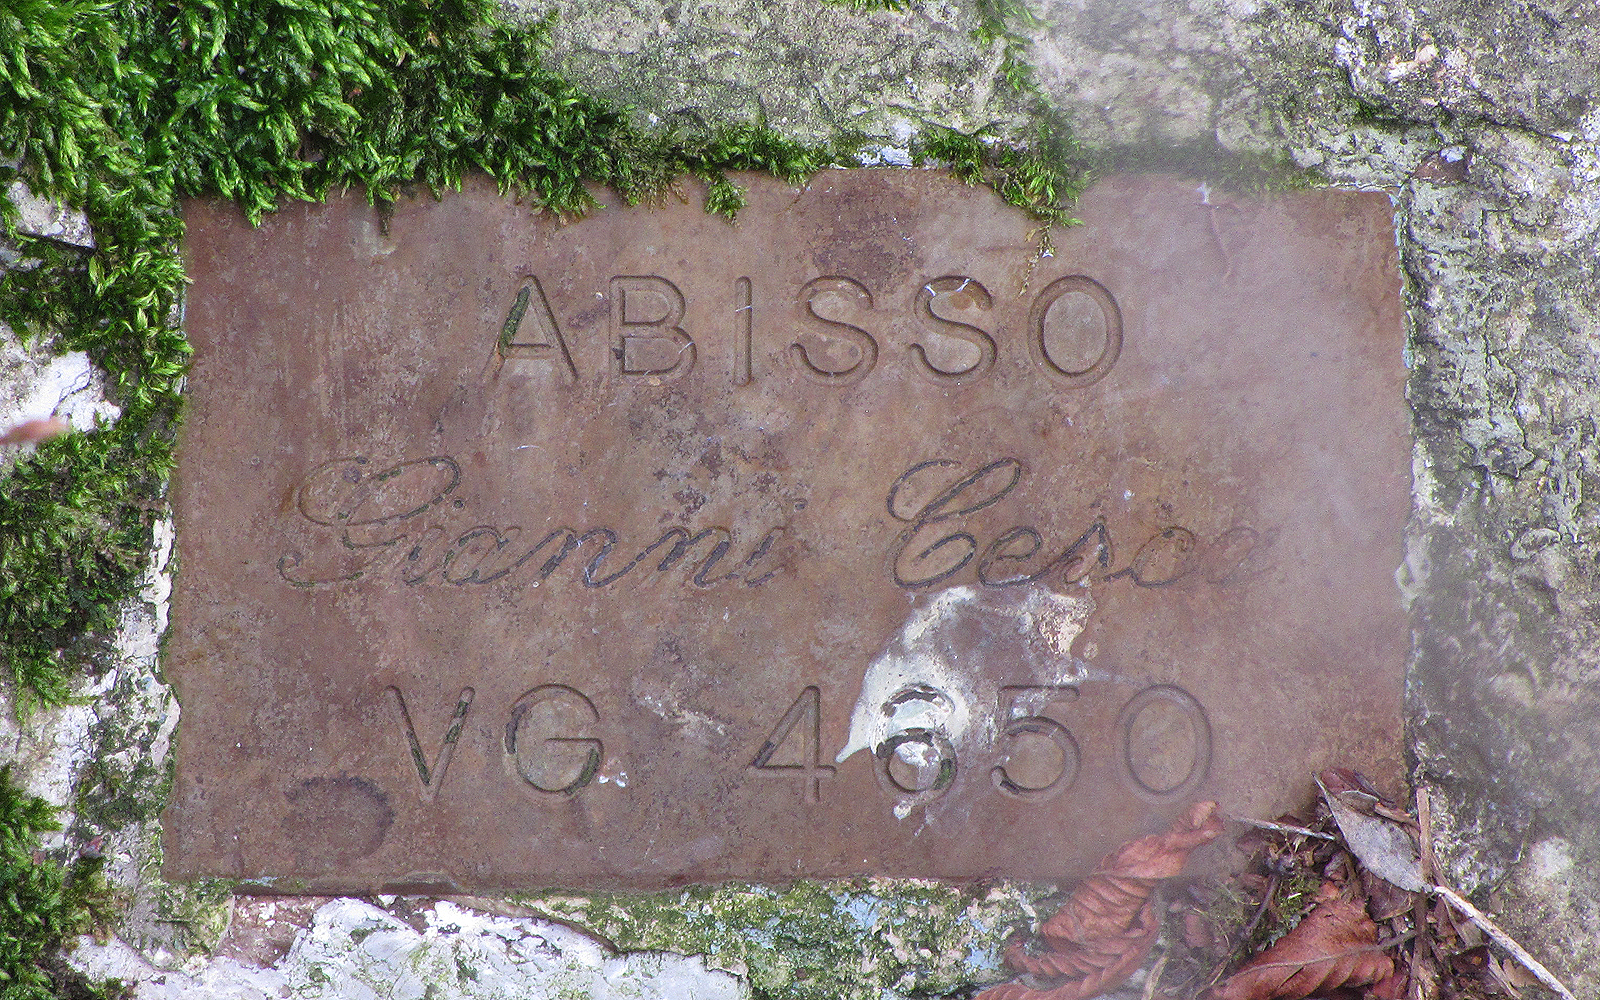 ABISSO
Gianni Cesca
VG 4650